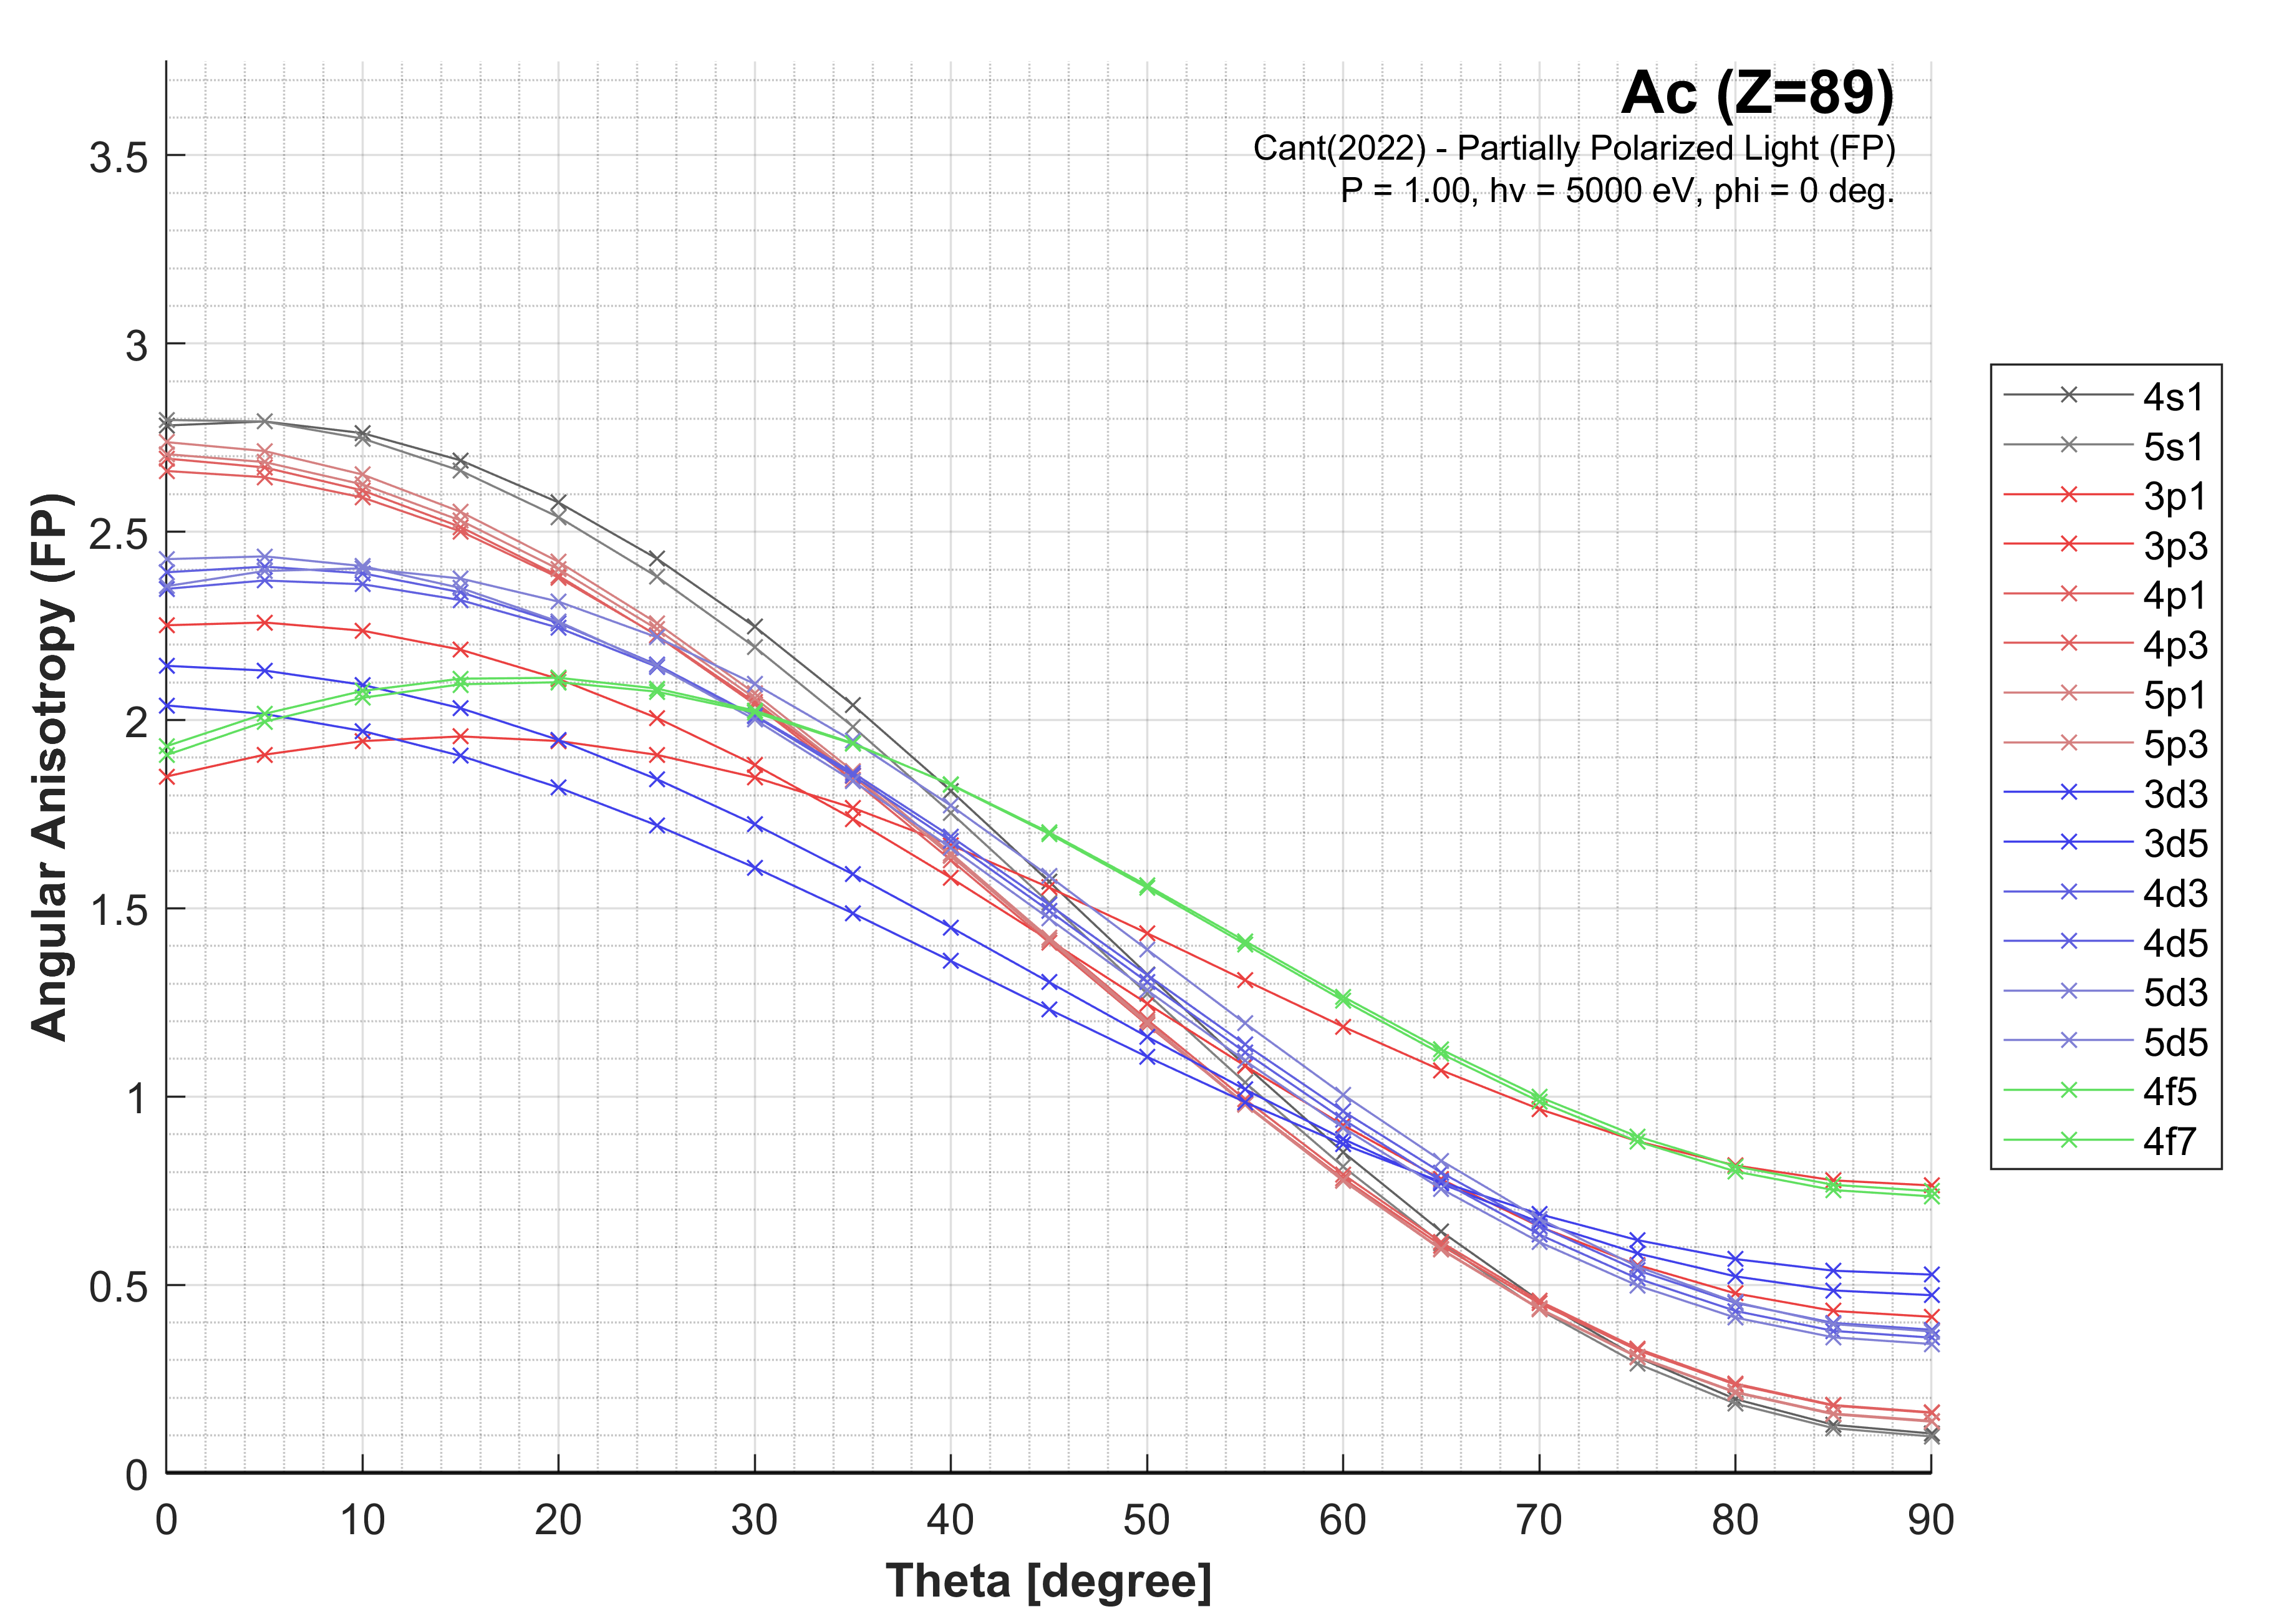 Ac (Z=89)
Cant(2022) - Partially Polarized Light (FP)
P = 1.00, hv = 5000 eV, phi = 0 deg.
Angular Anisotropy (FP)
3.5
3
2.5
2
1.5
1
0.5
0
0 10 20 30 40 50 60 70 80 90
Theta [degree]
4s1
5s1
3p1
3p3
4p1
4p3
5p1
5p3
3d3
3d5
4d3
4d5
5d3
5d5
4f5
4f7